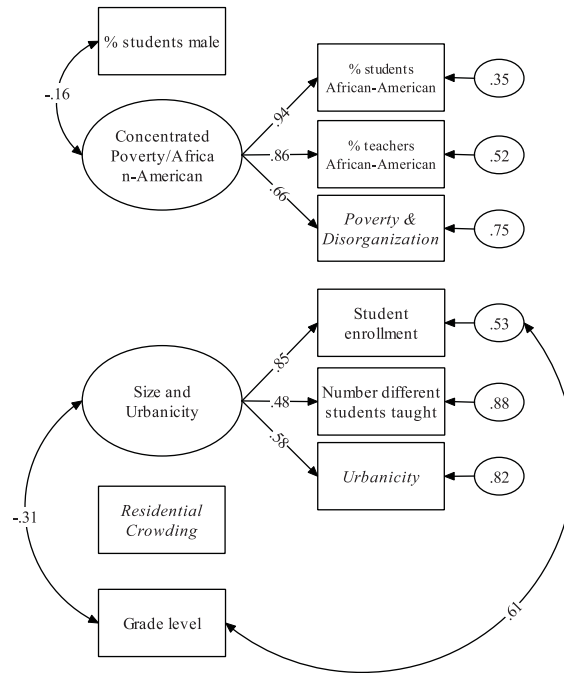 % students male
-.16
Concentrated
Poverty/Africa
n-American
.94
.86
.66
% students
African-American
.35
% teachers
African-American
.52
Poverty &
Disorganization
.75
Size and
Urbanicity
.85
.48
.58
Student
enrollment
.53
Number different
students taught
.88
Urbanicity
.82
-.31
Residential
Crowding
Grade level
.61